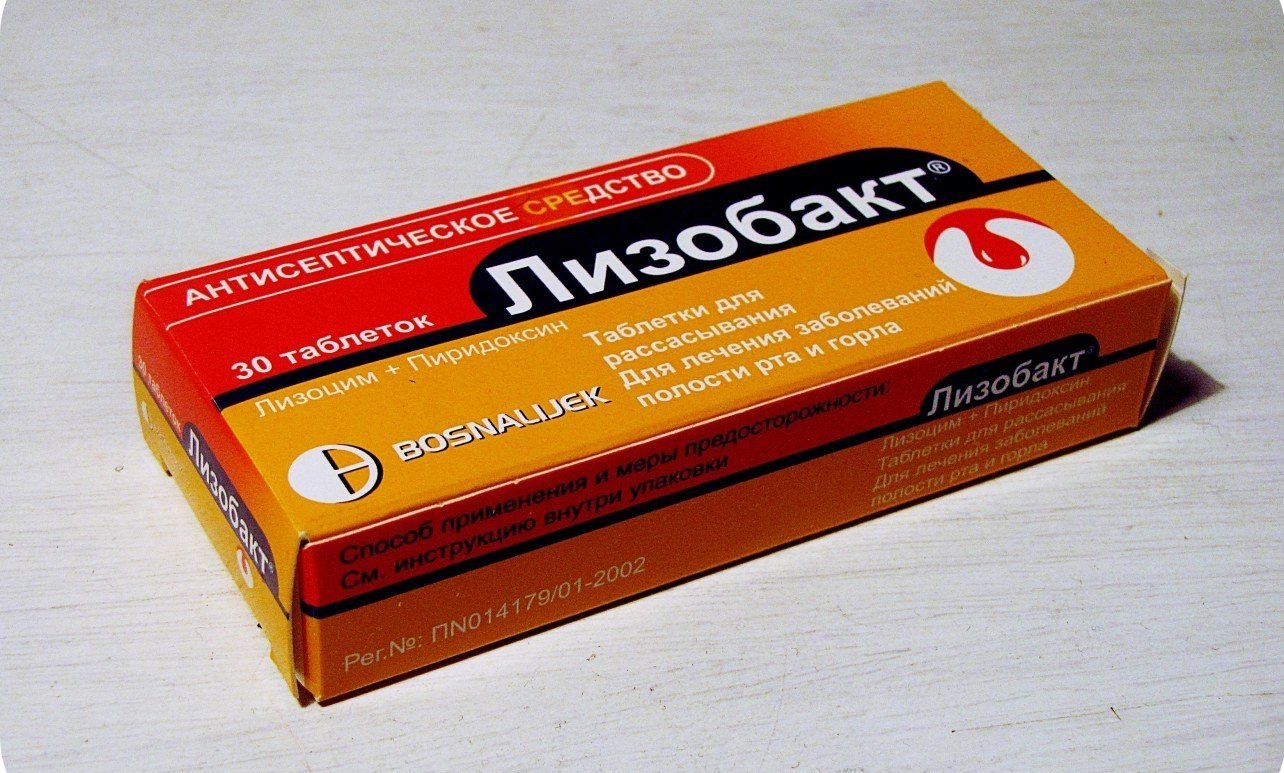 АНТИСЕПТИЧЕСКОЕ СРЕДСТВО
Лизобакт®
30 таблеток
Лизоцим + Пиридоксин
Таблетки для
рассасывания
Для лечения заболеваний
полости рта и горла
BOSNALIJEK
Способ применения и меры предосторожности:
См. инструкцию внутри упаковки
Рег.№: ПN014179/01-2002
Лизобакт®
Лизоцим + Пиридоксин
Таблетки для рассасывания
Для лечения заболеваний
полости рта и горла
30 таблеток
Лизобакт®